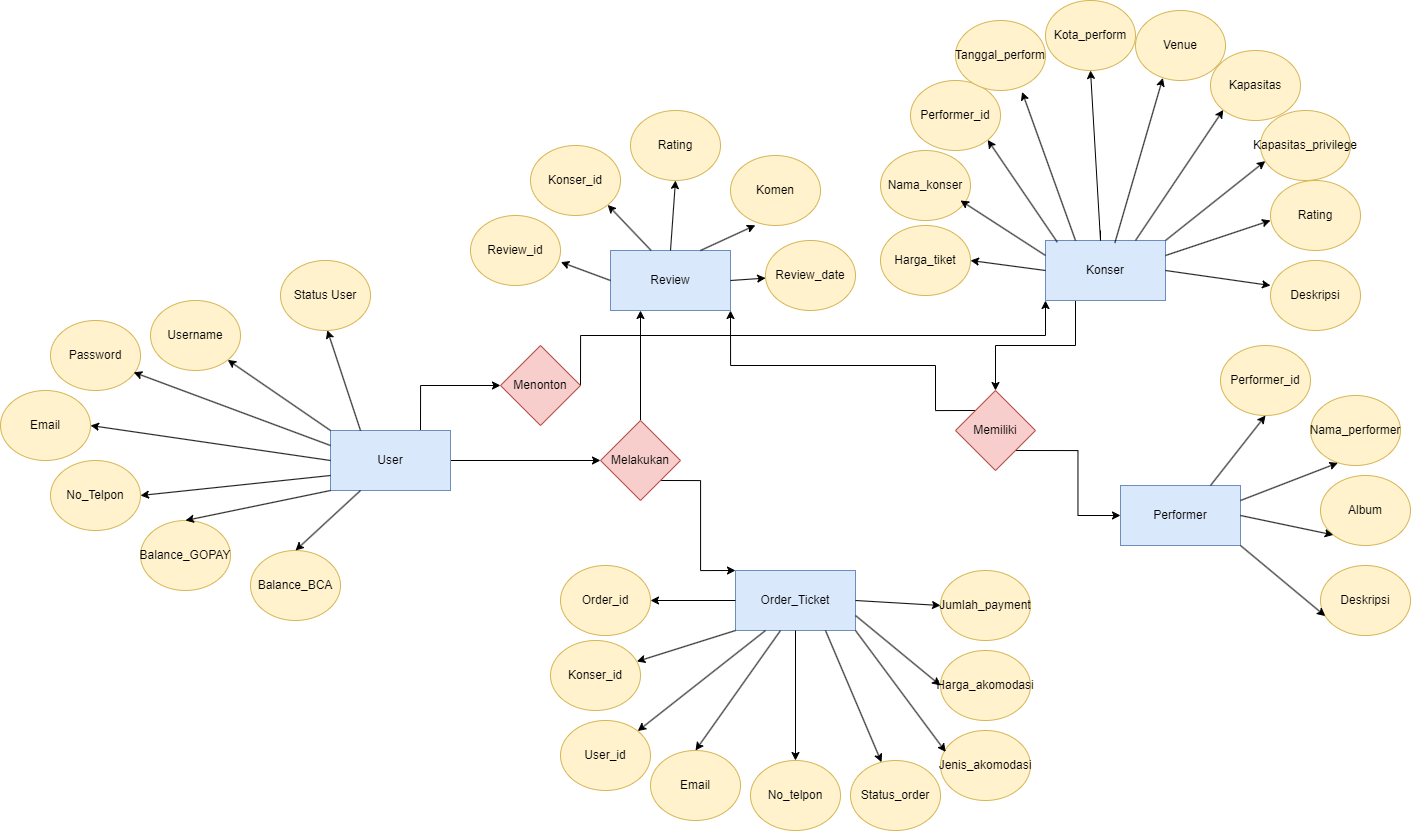 Kota_perform
Venue
Tanggal_perform
Kapasitas
Performer_id
Kapasitas_privilege
Rating
Konser_id
Nama_konser
Komen
Rating
Review_id
Harga_tiket
Konser
Review
Review_date
Status User
Deskripsi
Username
Password
Performer_id
Menonton
Email
Nama_performer
Memiliki
User
Melakukan
No_Telpon
Album
Performer
Balance_GOPAY
Balance_BCA
Order_id
Order_Ticket
Jumlah_payment
Deskripsi
Konser_id
Harga_akomodasi
User_id
Jenis_akomodasi
Email
No_telpon
Status_order